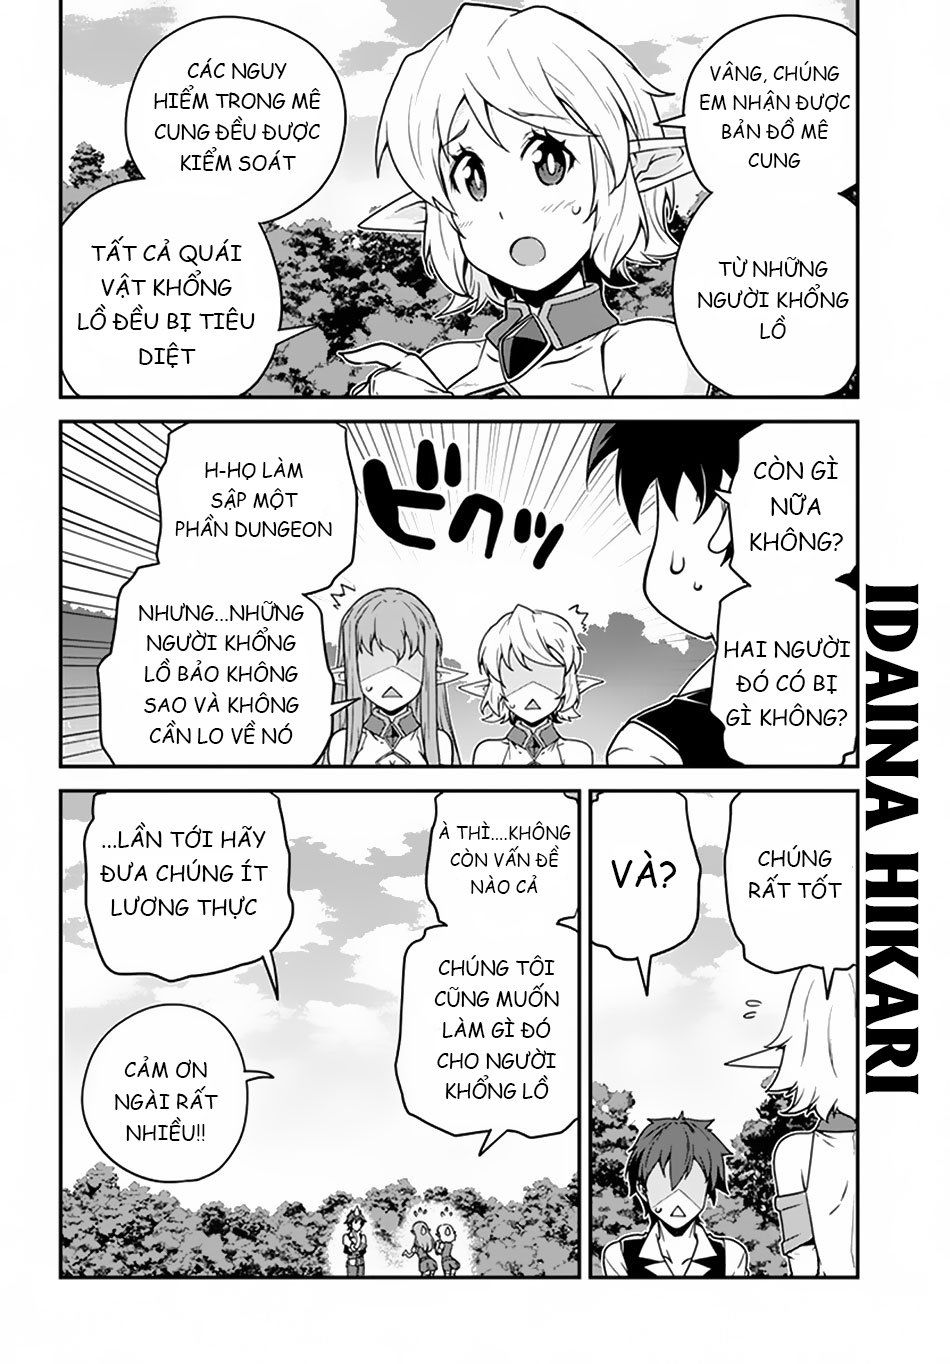 VÂNG, CHÚNG
EM NHẬN ĐƯỢC
BẢN ĐỒ MÊ
CUNG
TỪ NHỮNG
NGƯỜI KHỔNG
LỒ
CÁC NGUY
HIỂM TRONG MÊ
CUNG ĐỀU ĐƯỢC
KIỂM SOÁT
TẤT CẢ QUÁI
VẬT KHỔNG
LỒ ĐỀU BỊ TIÊU
DIỆT
CÒN GÌ
NỮA
KHÔNG?
HAI NGƯỜI
ĐÓ CÓ BỊ
GÌ KHÔNG?
ビクッ
H-HỌ LÀM
SẬP MỘT
PHẦN DUNGEON
NHƯNG...NHỮNG
NGƯỜI KHỔNG
LỒ BẢO KHÔNG
SAO VÀ KHÔNG
CẦN LO VỀ NÓ
CHÚNG
RẤT TỐT
VÀ?
À THÌ....KHÔNG
CÒN VẤN ĐỀ
NÀO CẢ
CHÚNG TÔI
CŨNG MUỐN
LÀM GÌ ĐÓ
CHO NGƯỜI
KHỔNG LỒ
...LẦN TỚI HÃY
ĐƯA CHÚNG ÍT
LƯƠNG THỰC
CẢM ƠN
NGÀI RẤT
NHIỀU!!
IDAINA HIKARI